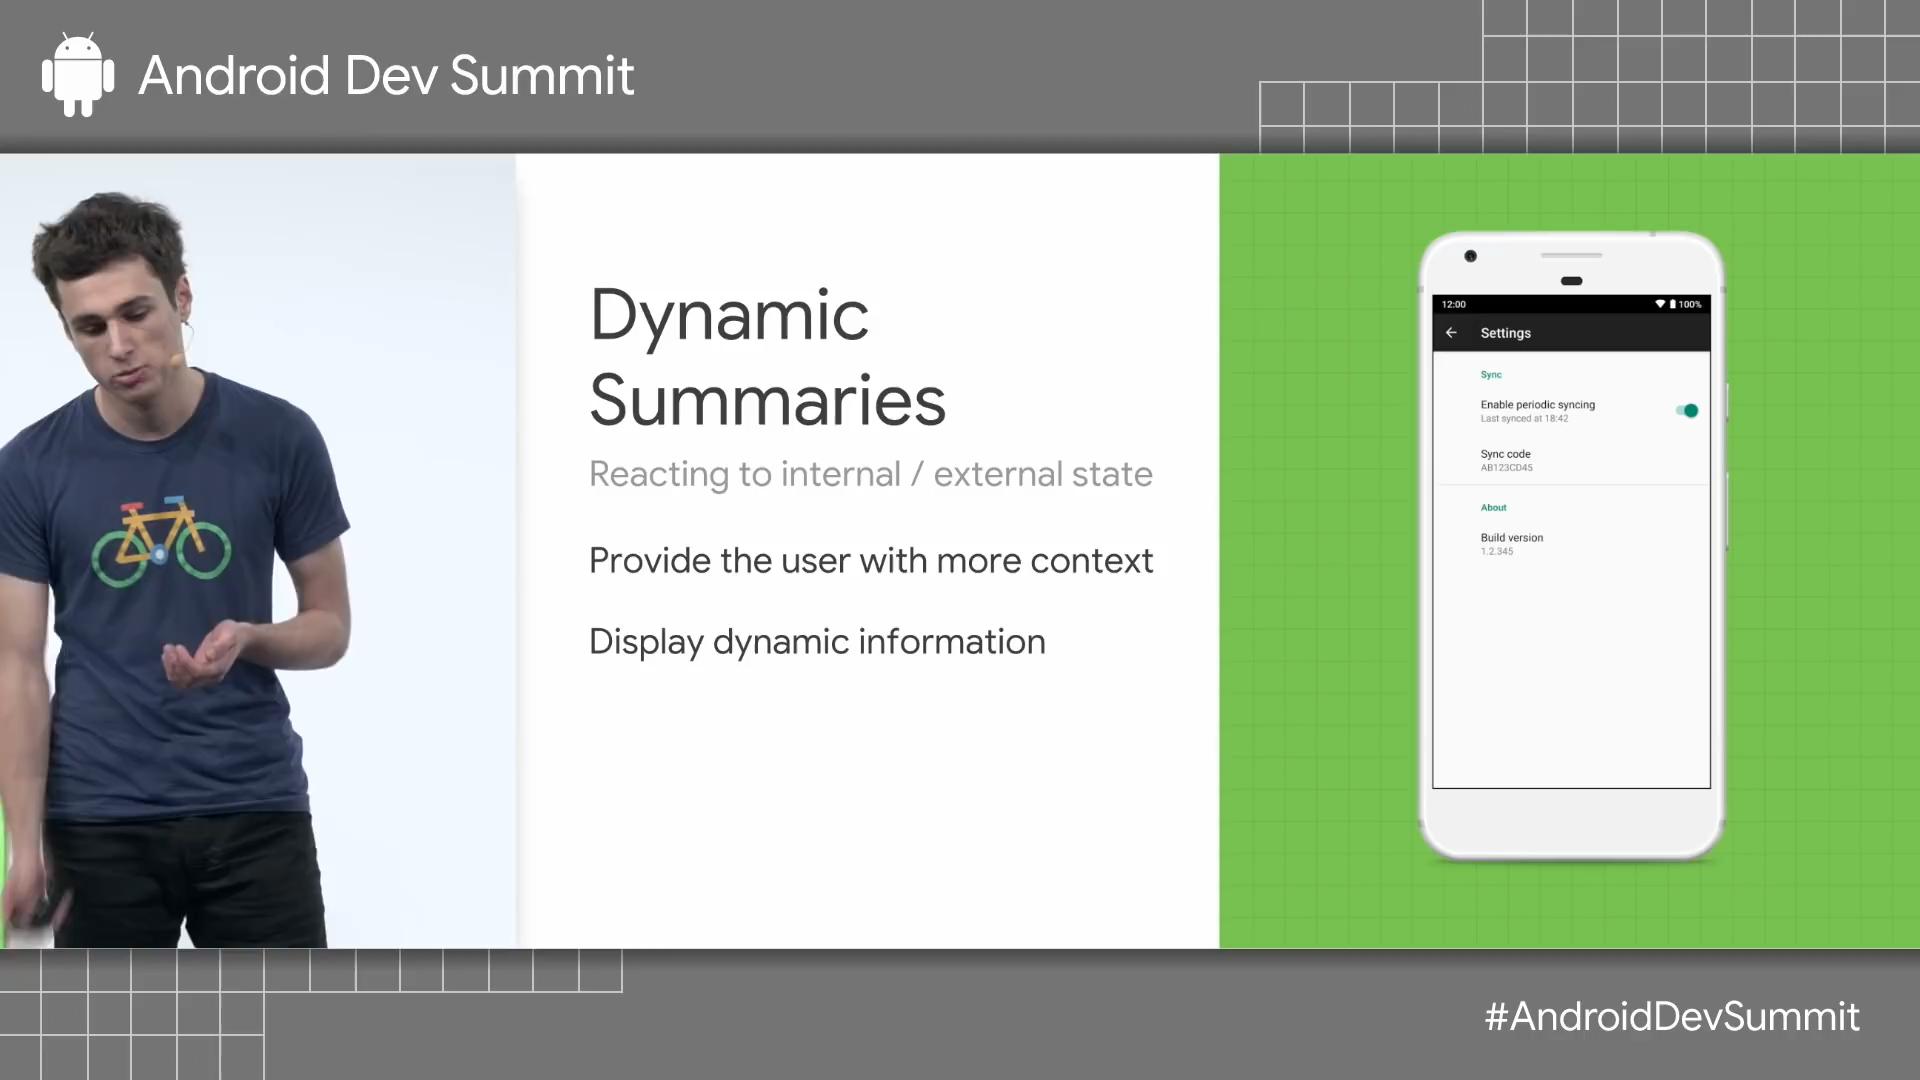 Android Dev Summit
Dynamic
Summaries
Reacting to internal / external state
Provide the user with more context
Display dynamic information
12:00
100%
Settings
Sync
Enable periodic syncing
Last synced at 18:42
Sync code
AB123CD45
About
Build version
1.2.345
#AndroidDevSummit